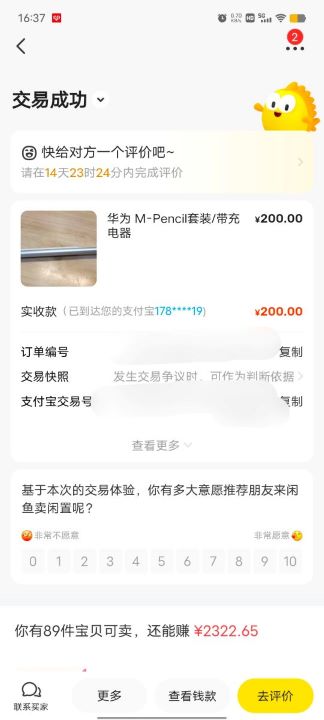 16:37
2
交易成功
快给对方一个评价吧~
请在14天23时24分内完成评价
华为 M-Pencil套装/带充电器
¥200.00
实收款 (已到达您的支付宝178****19)
¥200.00
订单编号
复制
交易快照
发生交易争议时，可作为判断依据
支付宝交易号
复制
查看更多
基于本次的交易体验，你有多大意愿推荐朋友来闲
鱼卖闲置呢？
非常不愿意
非常愿意
0 1 2 3 4 5 6 7 8 9 10
你有89件宝贝可卖，还能赚 ¥2322.65
联系买家
更多
查看钱款
去评价